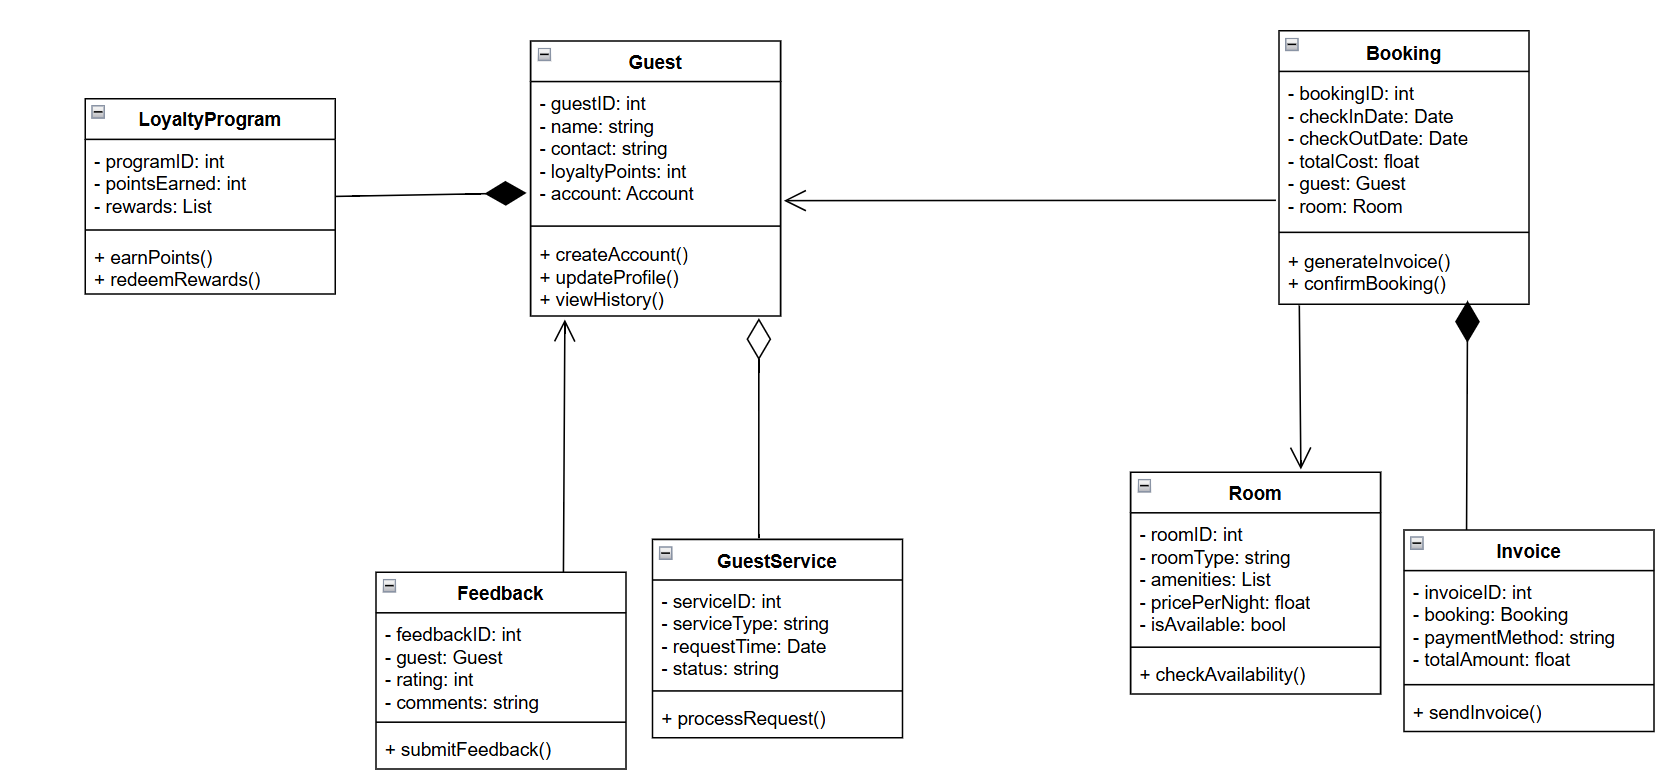 LoyaltyProgram
- programID: int
- pointsEarned: int
- rewards: List
+ earnPoints()
+ redeemRewards()
Guest
- guestID: int
- name: string
- contact: string
- loyaltyPoints: int
- account: Account
+ createAccount()
+ updateProfile()
+ viewHistory()
Booking
- bookingID: int
- checkInDate: Date
- checkOutDate: Date
- totalCost: float
- guest: Guest
- room: Room
+ generateInvoice()
+ confirmBooking()
Feedback
- feedbackID: int
- guest: Guest
- rating: int
- comments: string
+ submitFeedback()
GuestService
- serviceID: int
- serviceType: string
- requestTime: Date
- status: string
+ processRequest()
Room
- roomID: int
- roomType: string
- amenities: List
- pricePerNight: float
- isAvailable: bool
+ checkAvailability()
Invoice
- invoiceID: int
- booking: Booking
- paymentMethod: string
- totalAmount: float
+ sendInvoice()